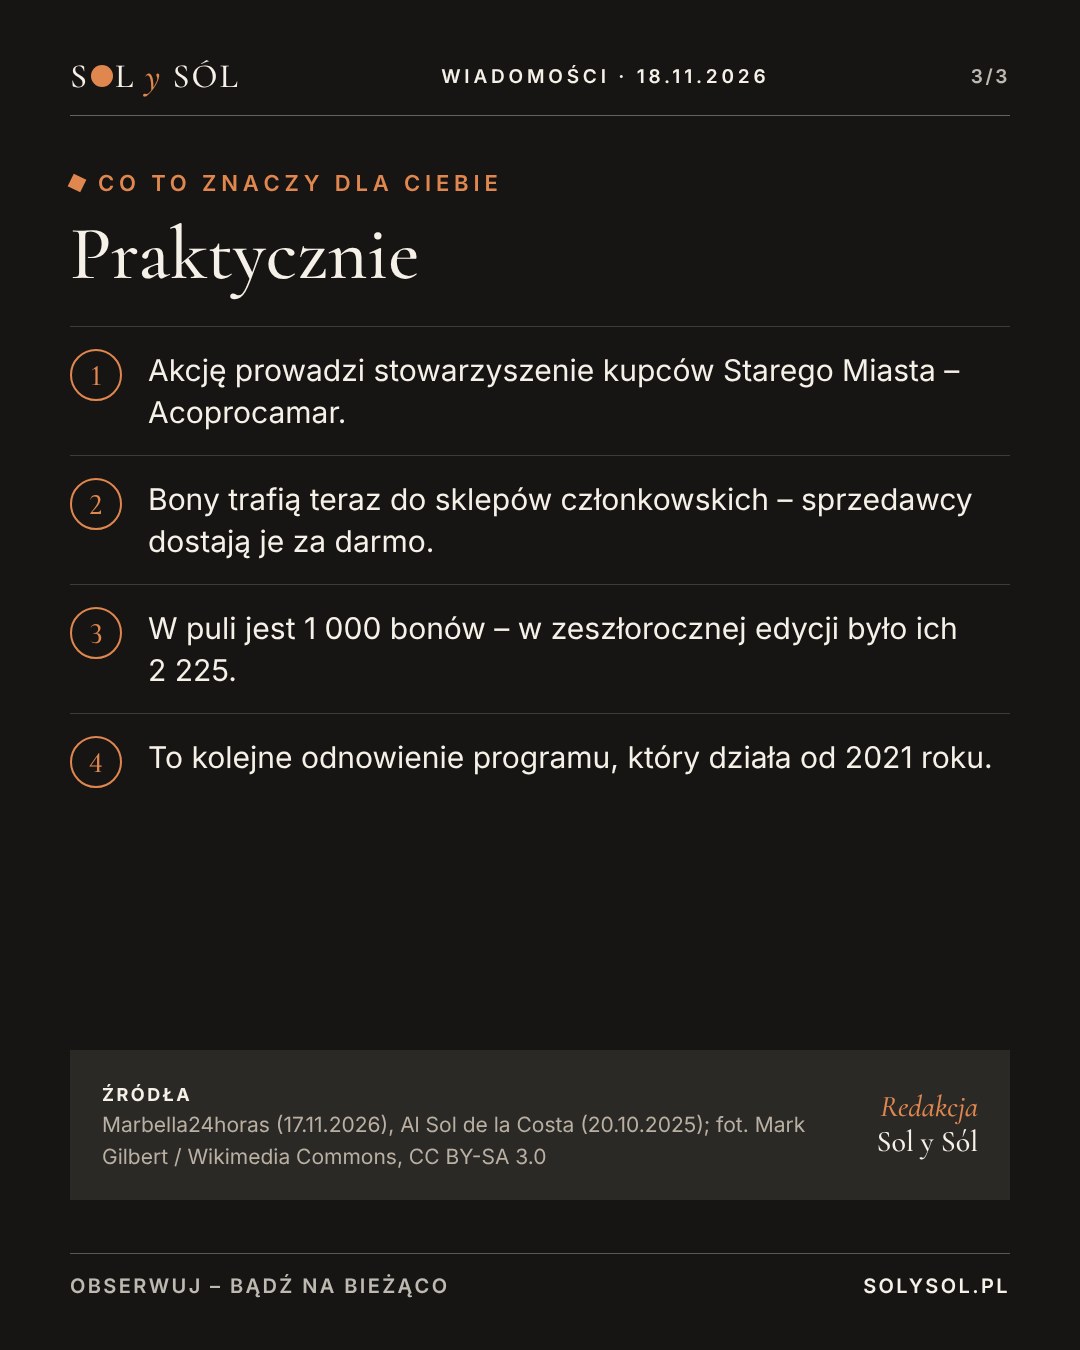 SOL y SÓL
WIADOMOŚCI · 18.11.2026
3/3
CO TO ZNACZY DLA CIEBIE
Praktycznie
1
Akcję prowadzi stowarzyszenie kupców Starego Miasta –
Acoprocamar.
2
Bony trafią teraz do sklepów członkowskich – sprzedawcy
dostają je za darmo.
3
W puli jest 1 000 bonów – w zeszłorocznej edycji było ich
2 225.
4
To kolejne odnowienie programu, który działa od 2021 roku.
ŹRÓDŁA
Marbella24horas (17.11.2026), Al Sol de la Costa (20.10.2025); fot. Mark
Gilbert / Wikimedia Commons, CC BY-SA 3.0
Redakcja
Sol y Sól
OBSERWUJ – BĄDŹ NA BIEŻĄCO
SOLYSOL.PL